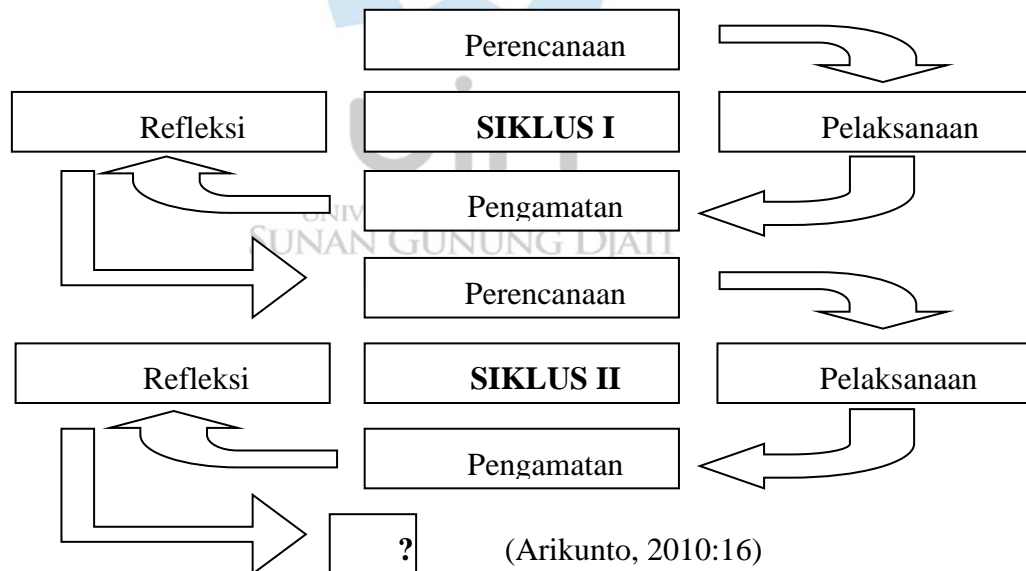 Perencanaan
Refleksi
SIKLUS I
Pelaksanaan
Pengamatan
SUNAN GUNUNG DJATI
Perencanaan
Refleksi
SIKLUS II
Pelaksanaan
Pengamatan
?
(Arikunto, 2010:16)